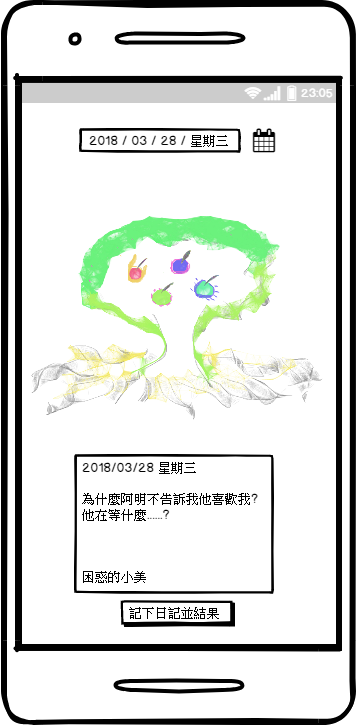 23:05
2018 / 03 / 28 / 星期三
2018/03/28 星期三
為什麼阿明不告訴我他喜歡我?
他在等什麼......?
困惑的小美
記下日記並結果